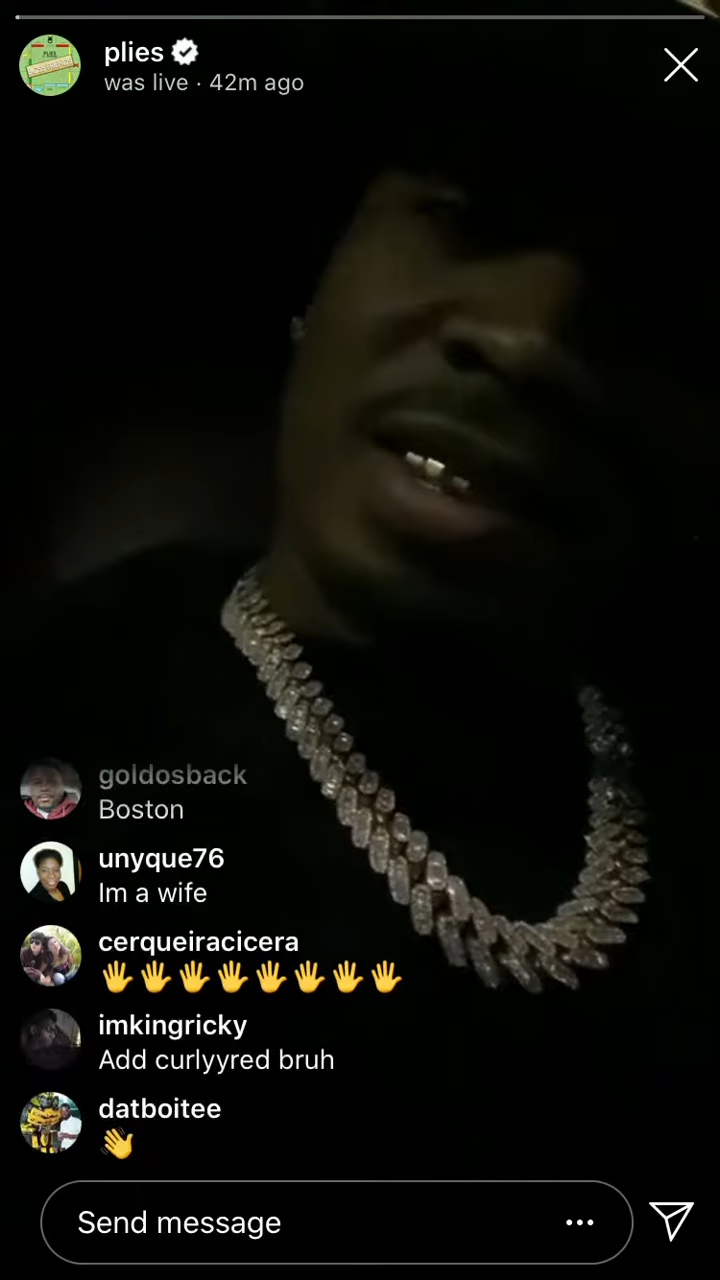 plies
was live · 42m ago
goldosback
Boston
unyque76
Im a wife
cerqueiracicera
🖐🖐🖐🖐🖐🖐🖐🖐
imkingricky
Add curlyyred bruh
datboitee
👋
Send message